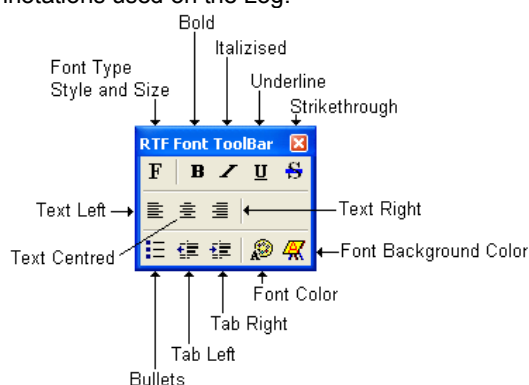 nnotations used on the Log.
Bold
Italizised
Font Type
Style and Size
Underline
Strikethrough
RTF Font ToolBar
F B I U S
Text Left
Text Right
Text Centred
Font Background Color
A
Font Color
Tab Right
Tab Left
Bullets